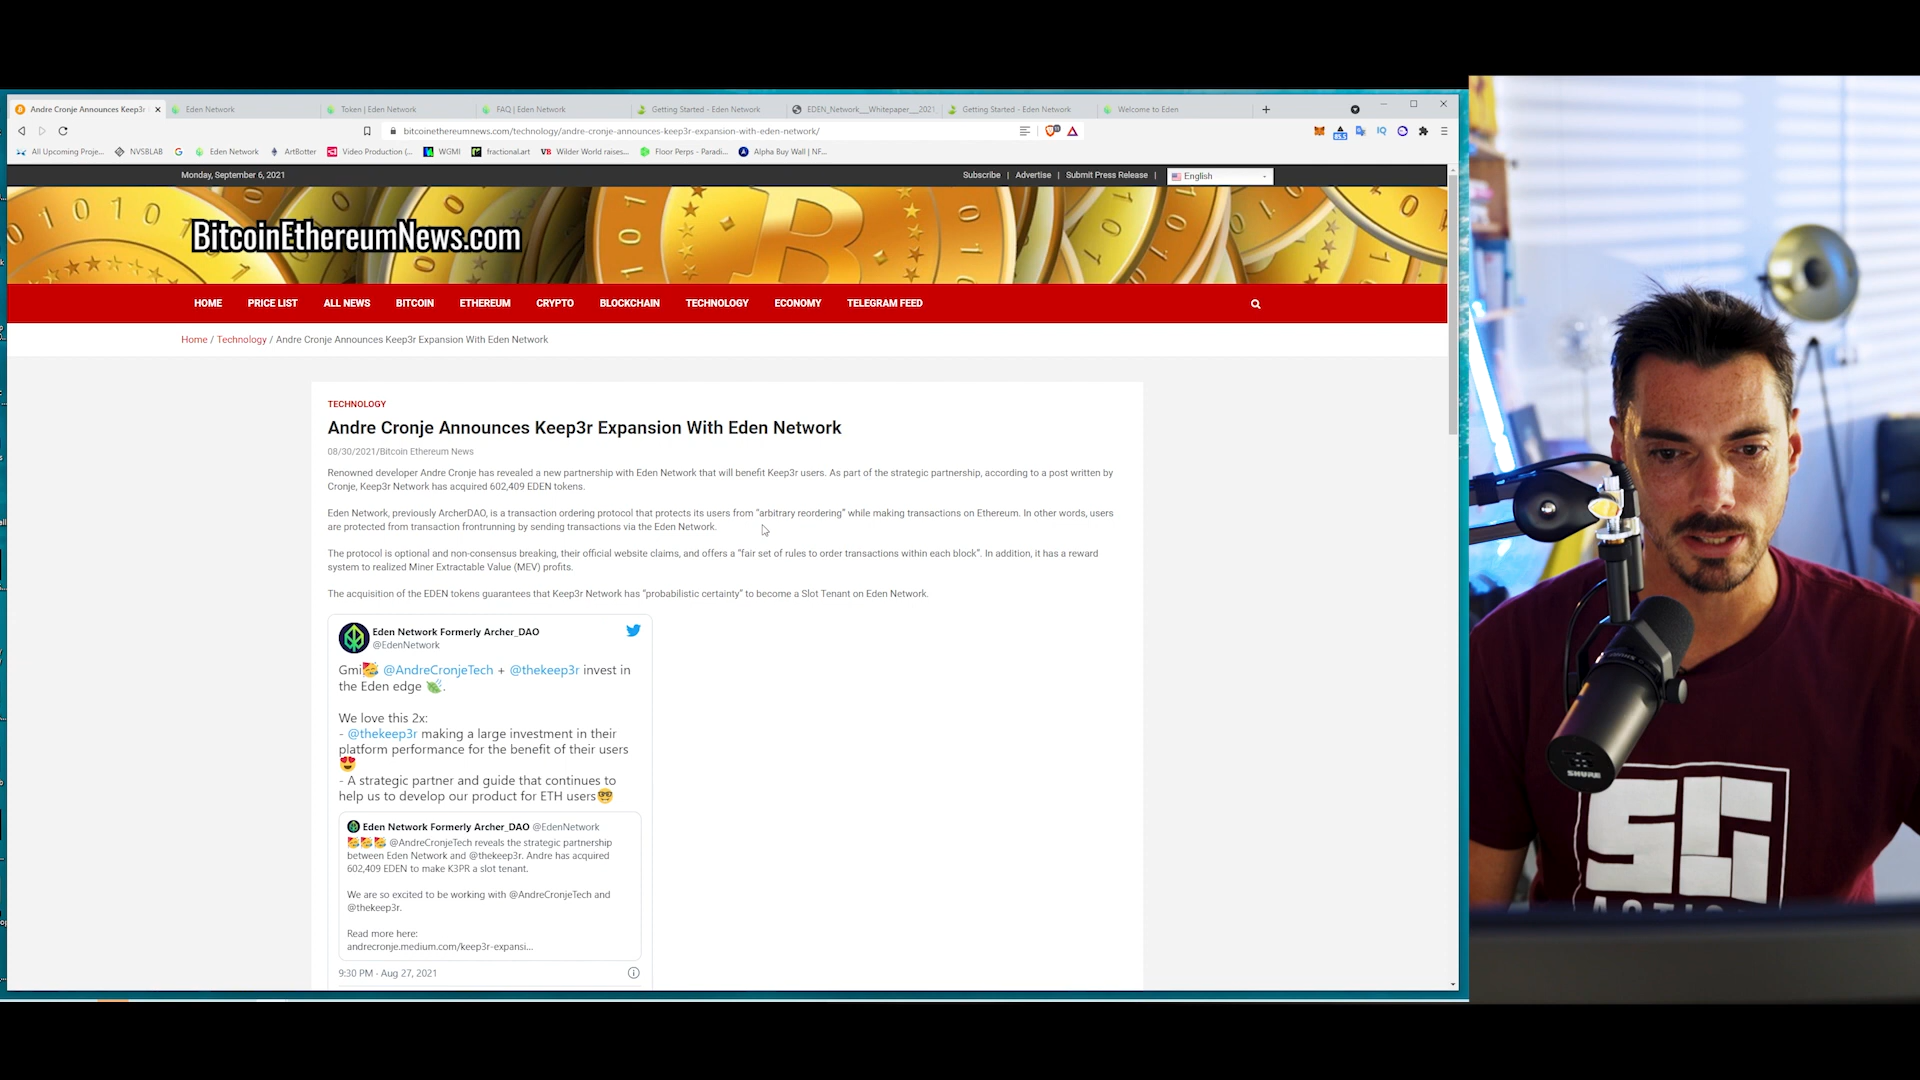 Andre Cronje Announces Keep3r
Eden Network
Token | Eden Network
FAQ | Eden Network
Getting Started - Eden Network
EDEN_Network__Whitepaper__2021
Getting Started - Eden Network
Welcome to Eden
bitcoinethereumnews.com/technology/andre-cronje-announces-keep3r-expansion-with-eden-network/
All Upcoming Proje...
NVSBLAB
Eden Network
ArtBotter
Video Production (...
WGMI
fractional.art
Wilder World raises...
Floor Perps - Paradi...
Alpha Buy Wall | NF...
Monday, September 6, 2021
Subscribe | Advertise | Submit Press Release |
English
BitcoinEthereumNews.com
HOME PRICE LIST ALL NEWS BITCOIN ETHEREUM CRYPTO BLOCKCHAIN TECHNOLOGY ECONOMY TELEGRAM FEED
Home / Technology / Andre Cronje Announces Keep3r Expansion With Eden Network
TECHNOLOGY
Andre Cronje Announces Keep3r Expansion With Eden Network
08/30/2021/Bitcoin Ethereum News
Renowned developer Andre Cronje has revealed a new partnership with Eden Network that will benefit Keep3r users. As part of the strategic partnership, according to a post written by
Cronje, Keep3r Network has acquired 602,409 EDEN tokens.
Eden Network, previously ArcherDAO, is a transaction ordering protocol that protects its users from “arbitrary reordering” while making transactions on Ethereum. In other words, users
are protected from transaction frontrunning by sending transactions via the Eden Network.
The protocol is optional and non-consensus breaking, their official website claims, and offers a “fair set of rules to order transactions within each block”. In addition, it has a reward
system to realized Miner Extractable Value (MEV) profits.
The acquisition of the EDEN tokens guarantees that Keep3r Network has “probabilistic certainty” to become a Slot Tenant on Eden Network.
Eden Network Formerly Archer_DAO
@EdenNetwork
Gmi🥳 @AndreCronjeTech + @thekeep3r invest in
the Eden edge 🍃.
We love this 2x:
- @thekeep3r making a large investment in their
platform performance for the benefit of their users
😍
- A strategic partner and guide that continues to
help us to develop our product for ETH users🤓
Eden Network Formerly Archer_DAO @EdenNetwork
🥳🥳🥳 @AndreCronjeTech reveals the strategic partnership
between Eden Network and @thekeep3r. Andre has acquired
602,409 EDEN to make K3PR a slot tenant.
We are so excited to be working with @AndreCronjeTech and
@thekeep3r.
Read more here:
andrecronje.medium.com/keep3r-expansi...
9:30 PM · Aug 27, 2021
SHURE